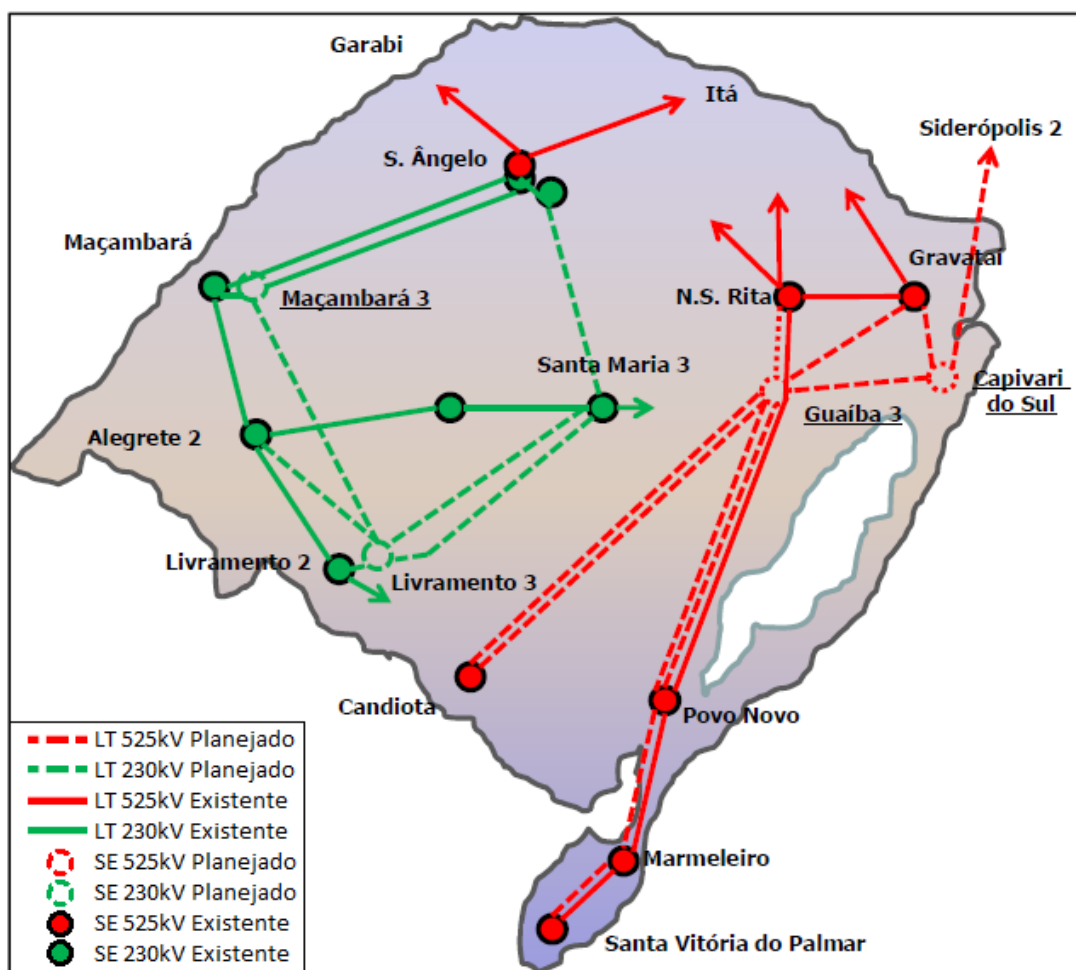 Garabi
Itá
Siderópolis 2
S. Ângelo
Maçambará
Gravataí
Maçambará 3
N.S. Rita
Santa Maria 3
Capivari
do Sul
Guaíba 3
Alegrete 2
Livramento 2
Livramento 3
Candiota
Povo Novo
LT 525kV Planejado
LT 230kV Planejado
LT 525kV Existente
LT 230kV Existente
SE 525kV Planejado
Marmeleiro
SE 230kV Planejado
SE 525kV Existente
Santa Vitória do Palmar
SE 230kV Existente